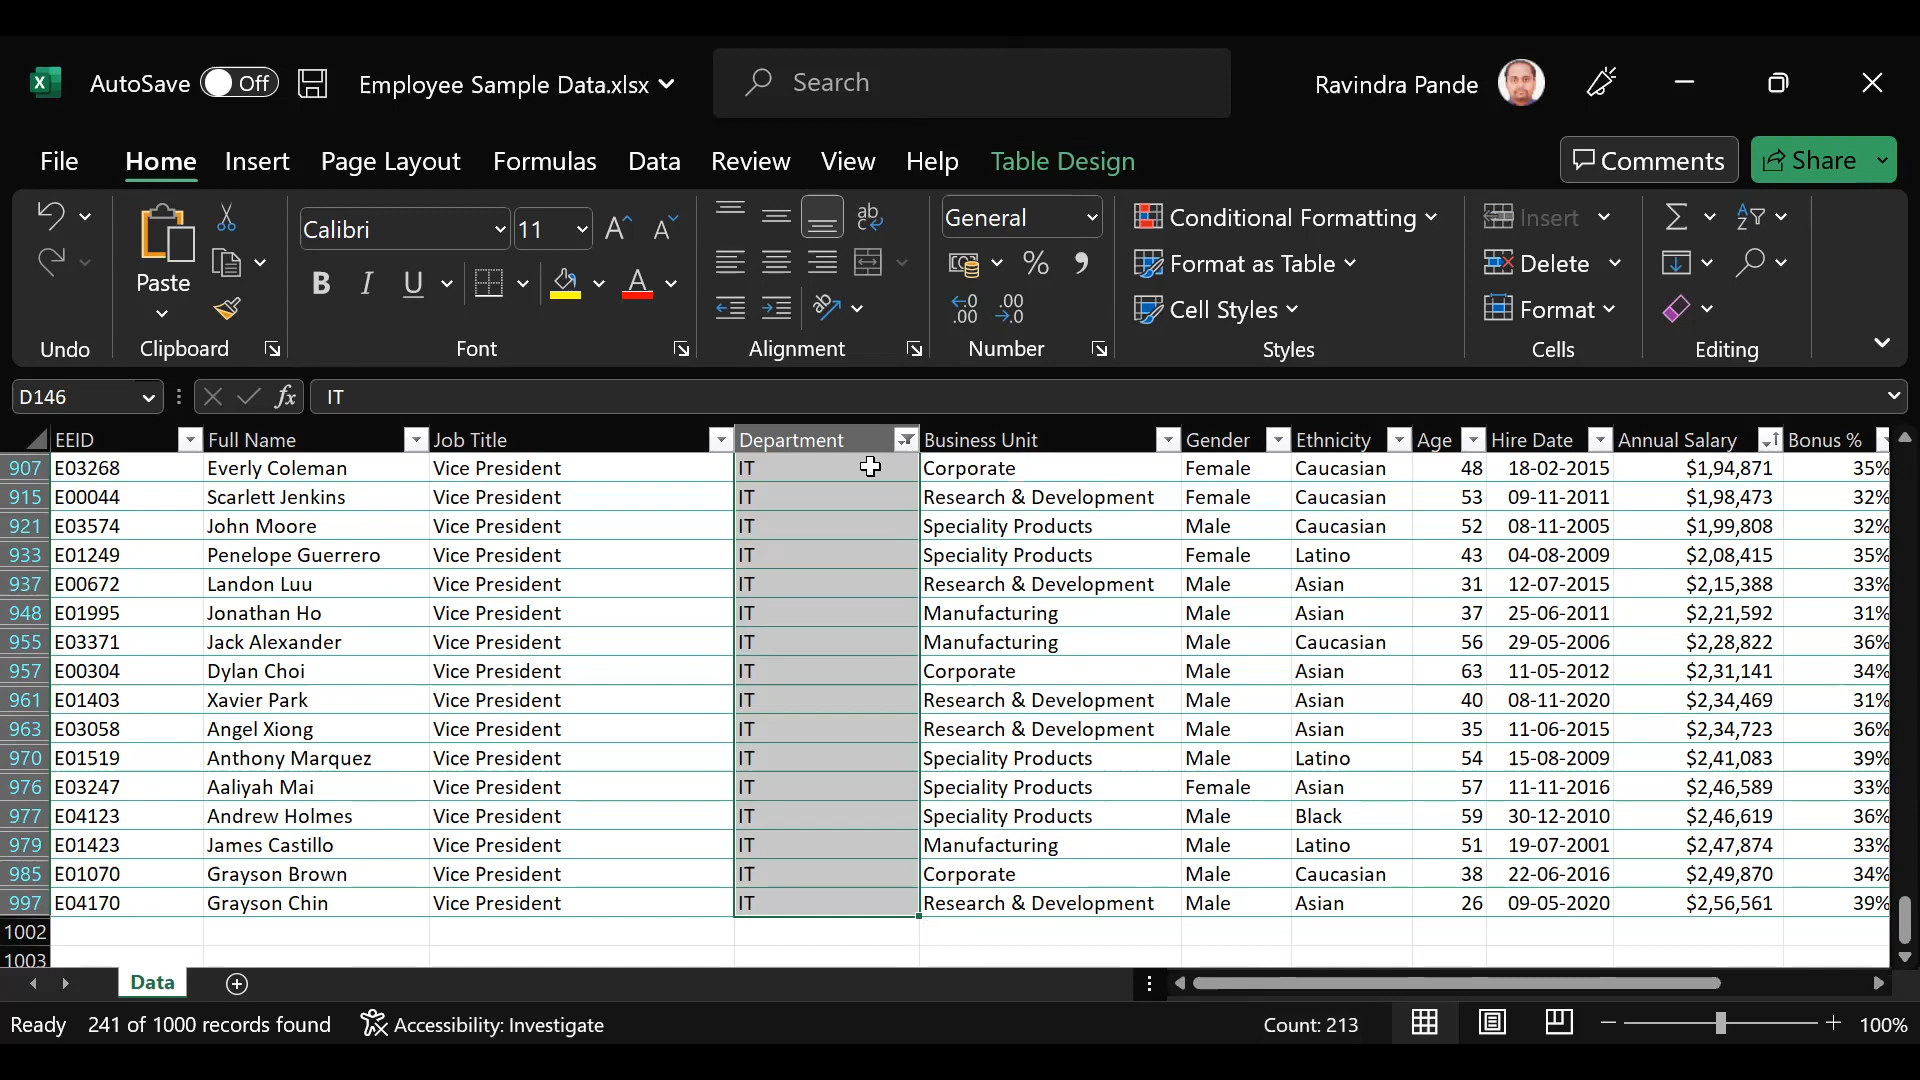 AutoSave Off Employee Sample Data.xlsx Search Ravindra Pande
File Home Insert Page Layout Formulas Data Review View Help Table Design Comments Share
Calibri 11 General Conditional Formatting Insert
Paste B I U A % Format as Table Delete
Cell Styles Format
Undo Clipboard Font Alignment Number Styles Cells Editing
D146 fx IT
EEID Full Name Job Title Department Business Unit Gender Ethnicity Age Hire Date Annual Salary Bonus %
907 E03268 Everly Coleman Vice President IT Corporate Female Caucasian 48 18-02-2015 $1,94,871 35%
915 E00044 Scarlett Jenkins Vice President IT Research & Development Female Caucasian 53 09-11-2011 $1,98,473 32%
921 E03574 John Moore Vice President IT Speciality Products Male Caucasian 52 08-11-2005 $1,99,808 32%
933 E01249 Penelope Guerrero Vice President IT Speciality Products Female Latino 43 04-08-2009 $2,08,415 35%
937 E00672 Landon Luu Vice President IT Research & Development Male Asian 31 12-07-2015 $2,15,388 33%
948 E01995 Jonathan Ho Vice President IT Manufacturing Male Asian 37 25-06-2011 $2,21,592 31%
955 E03371 Jack Alexander Vice President IT Manufacturing Male Caucasian 56 29-05-2006 $2,28,822 36%
957 E00304 Dylan Choi Vice President IT Corporate Male Asian 63 11-05-2012 $2,31,141 34%
961 E01403 Xavier Park Vice President IT Research & Development Male Asian 40 08-11-2020 $2,34,469 31%
963 E03058 Angel Xiong Vice President IT Research & Development Male Asian 35 11-06-2015 $2,34,723 36%
970 E01519 Anthony Marquez Vice President IT Speciality Products Male Latino 54 15-08-2009 $2,41,083 39%
976 E03247 Aaliyah Mai Vice President IT Speciality Products Female Asian 57 11-11-2016 $2,46,589 33%
977 E04123 Andrew Holmes Vice President IT Speciality Products Male Black 59 30-12-2010 $2,46,619 36%
979 E01423 James Castillo Vice President IT Manufacturing Male Latino 51 19-07-2001 $2,47,874 33%
985 E01070 Grayson Brown Vice President IT Corporate Male Caucasian 38 22-06-2016 $2,49,870 34%
997 E04170 Grayson Chin Vice President IT Research & Development Male Asian 26 09-05-2020 $2,56,561 39%
1002
1003
Data
Ready 241 of 1000 records found Accessibility: Investigate Count: 213 100%